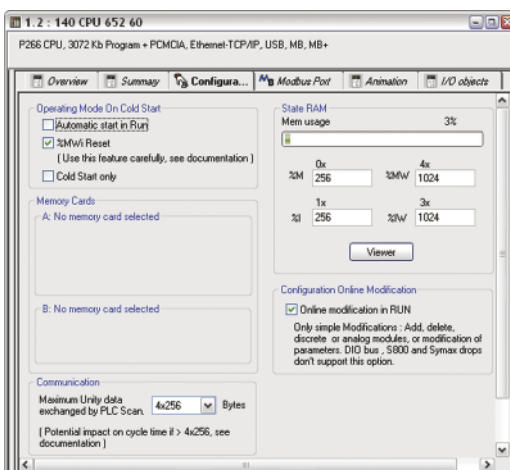 1.2 : 140 CPU 652 60
P266 CPU, 3072 Kb Program + PCMCIA, Ethernet-TCP/IP, USB, MB, MB+
Overview
Summary
Configura...
MB Modbus Port
Animation
I/O objects
Operating Mode On Cold Start
Automatic start in Run
%MWi Reset
( Use this feature carefully, see documentation )
Cold Start only
Memory Cards
A: No memory card selected
B: No memory card selected
Communication
Maximum Unity data
exchanged by PLC Scan.
4x256
Bytes
( Potential impact on cycle time if > 4x256, see
documentation )
State RAM
Mem usage
3%
0x
4x
%M 256
%MW 1024
1x
3x
%I 256
%IW 1024
Viewer
Configuration Online Modification
Online modification in RUN
Only simple Modifications : Add, delete,
discrete or analog modules, or modification of
parameters. DIO bus , S800 and Symax drops
don't support this option.